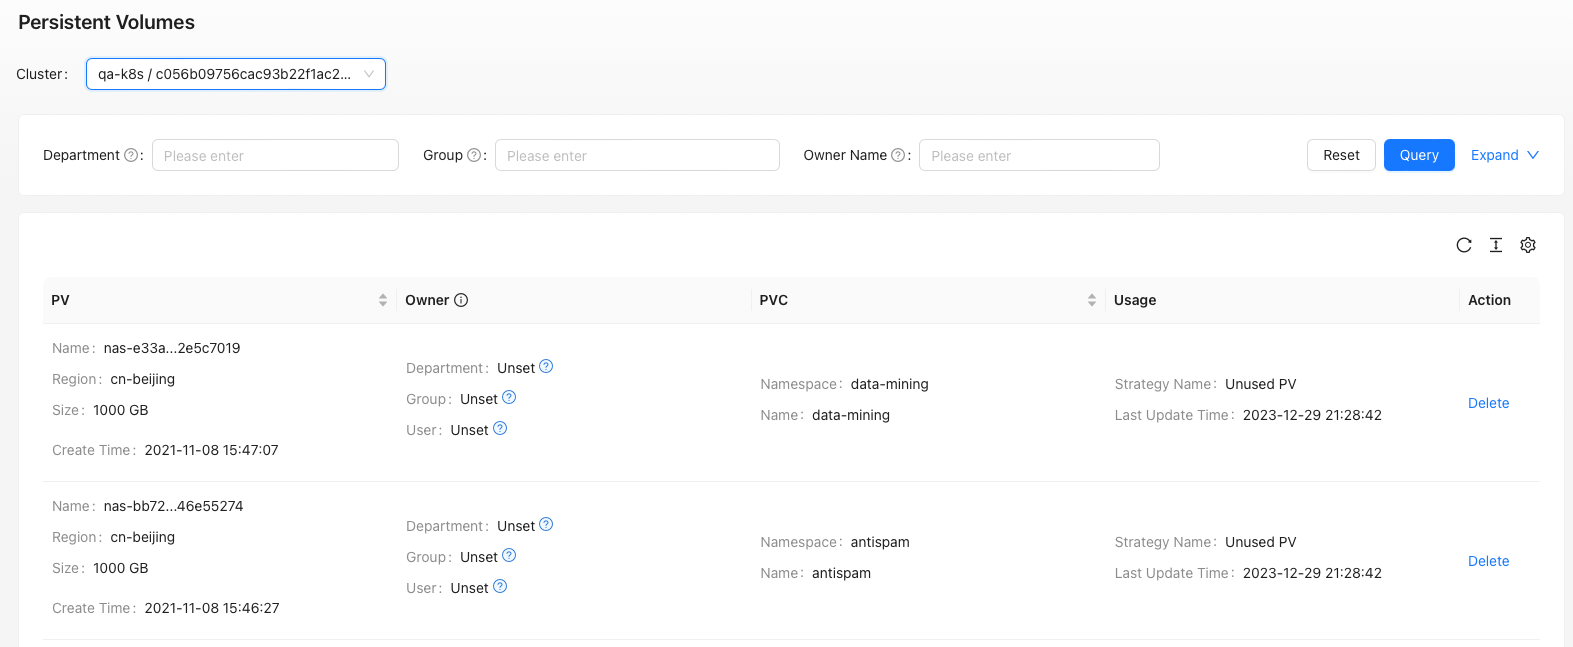 Persistent Volumes
Cluster: qa-k8s / c056b09756cac93b22f1ac2...
Department ?: Please enter Group ?: Please enter Owner Name ?: Please enter Reset Query Expand
PV Owner PVC Usage Action
Name: nas-e33a...2e5c7019
Region: cn-beijing
Size: 1000 GB
Create Time: 2021-11-08 15:47:07
Department: Unset ?
Group: Unset ?
User: Unset ?
Namespace: data-mining
Name: data-mining
Strategy Name: Unused PV
Last Update Time: 2023-12-29 21:28:42
Delete
Name: nas-bb72...46e55274
Region: cn-beijing
Size: 1000 GB
Create Time: 2021-11-08 15:46:27
Department: Unset ?
Group: Unset ?
User: Unset ?
Namespace: antispam
Name: antispam
Strategy Name: Unused PV
Last Update Time: 2023-12-29 21:28:42
Delete